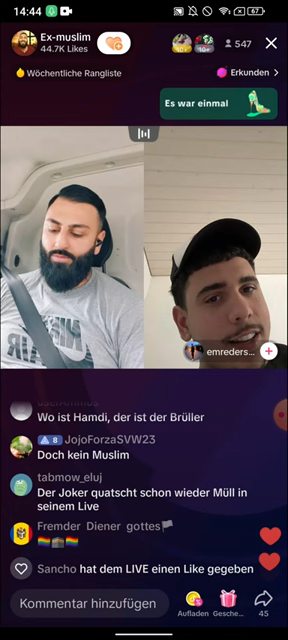 14:44
67
Ex-muslim
44.7K Likes
547
Wöchentliche Rangliste
Erkunden >
Es war einmal
emreders...
Wo ist Hamdi, der ist der Brüller
8 JojoForzaSVW23
Doch kein Muslim
tabmow_eluj
Der Joker quatscht schon wieder Müll in
seinem Live
Fremder Diener gottes
Sancho hat dem LIVE einen Like gegeben
Kommentar hinzufügen
Aufladen
Gesche...
45